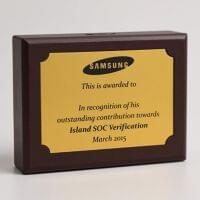 SAMSUNG
This is awarded to
In recognition of his
outstanding contribution towards
Island SOC Verification
March 2015